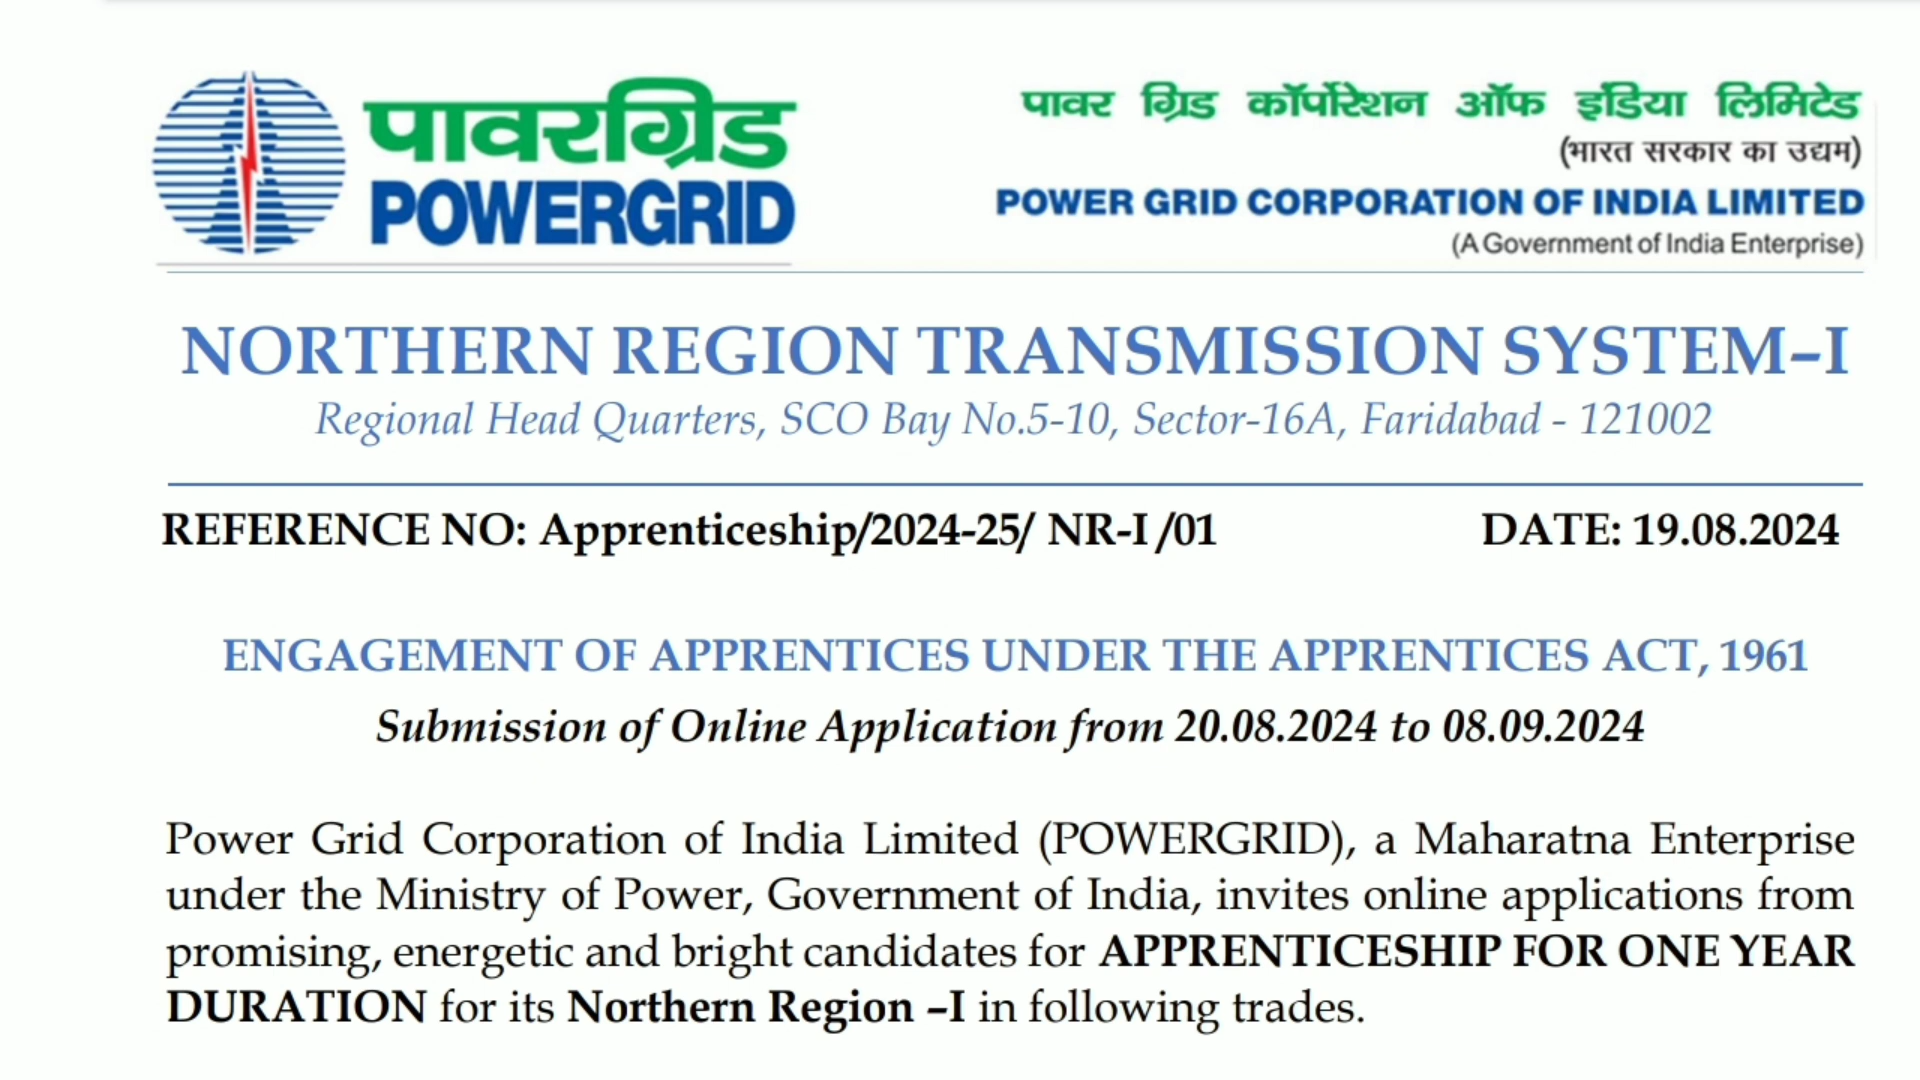 पावरग्रिड
POWERGRID
पावर ग्रिड कॉर्पोरेशन ऑफ इंडिया लिमिटेड
(भारत सरकार का उद्यम)
POWER GRID CORPORATION OF INDIA LIMITED
(A Government of India Enterprise)
NORTHERN REGION TRANSMISSION SYSTEM–I
Regional Head Quarters, SCO Bay No.5-10, Sector-16A, Faridabad - 121002
REFERENCE NO: Apprenticeship/2024-25/ NR-I /01 DATE: 19.08.2024
ENGAGEMENT OF APPRENTICES UNDER THE APPRENTICES ACT, 1961
Submission of Online Application from 20.08.2024 to 08.09.2024
Power Grid Corporation of India Limited (POWERGRID), a Maharatna Enterprise
under the Ministry of Power, Government of India, invites online applications from
promising, energetic and bright candidates for APPRENTICESHIP FOR ONE YEAR
DURATION for its Northern Region –I in following trades.